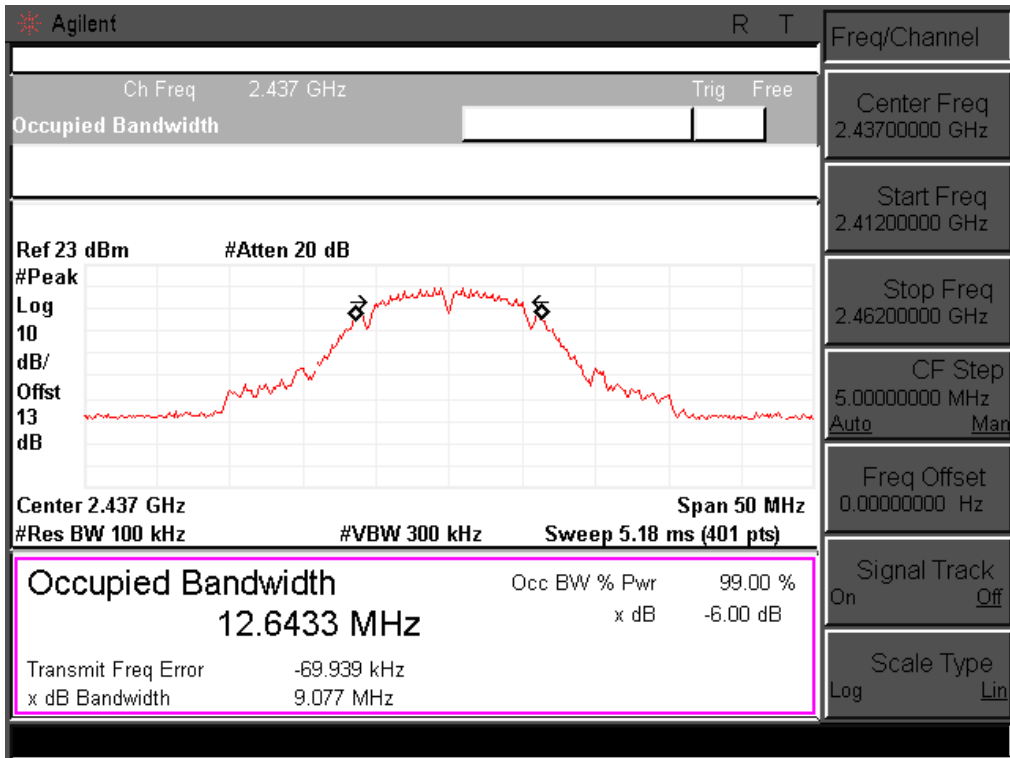 Agilent R T
Ch Freq 2.437 GHz Trig Free
Occupied Bandwidth
Ref 23 dBm #Atten 20 dB
#Peak
Log
10
dB/
Offst
13
dB
Center 2.437 GHz Span 50 MHz
#Res BW 100 kHz #VBW 300 kHz Sweep 5.18 ms (401 pts)
Occupied Bandwidth
12.6433 MHz
Occ BW % Pwr 99.00 %
x dB -6.00 dB
Transmit Freq Error -69.939 kHz
x dB Bandwidth 9.077 MHz
Freq/Channel
Center Freq
2.43700000 GHz
Start Freq
2.41200000 GHz
Stop Freq
2.46200000 GHz
CF Step
5.00000000 MHz
Auto Man
Freq Offset
0.00000000 Hz
Signal Track
On Off
Scale Type
Log Lin